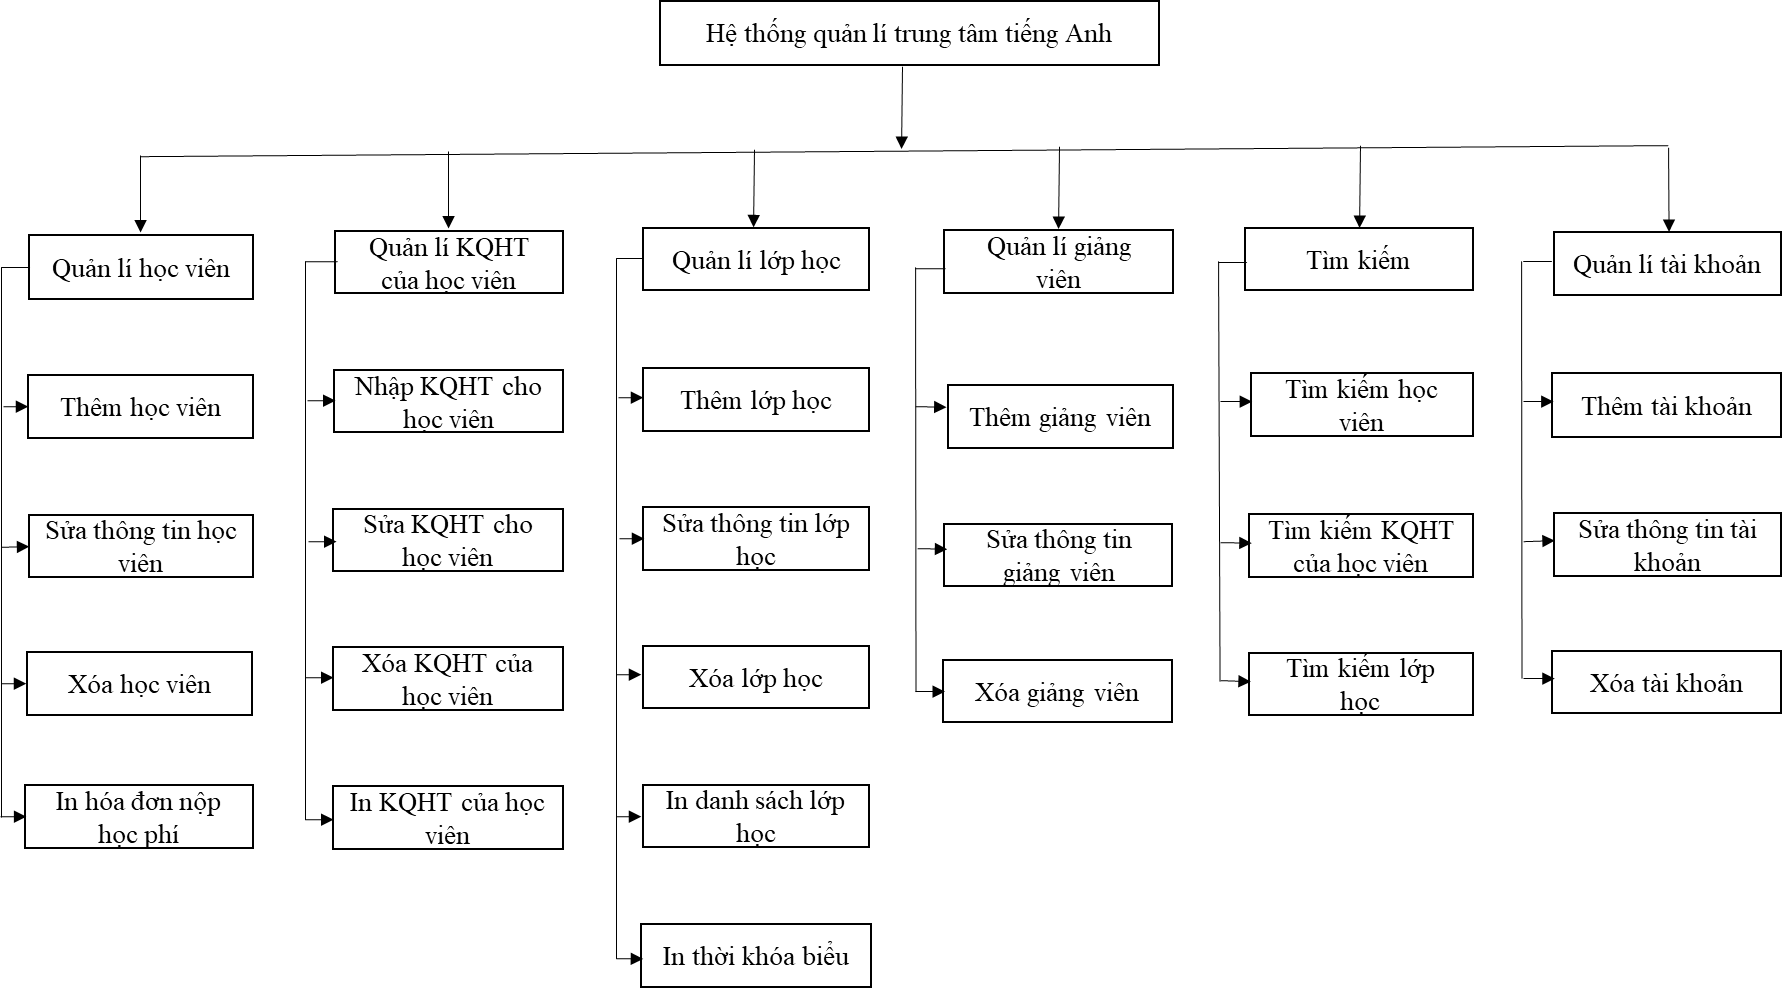 Hệ thống quản lí trung tâm tiếng Anh
Quản lí học viên
Thêm học viên
Sửa thông tin học
viên
Xóa học viên
In hóa đơn nộp
học phí
Quản lí KQHT
của học viên
Nhập KQHT cho
học viên
Sửa KQHT cho
học viên
Xóa KQHT của
học viên
In KQHT của học
viên
Quản lí lớp học
Thêm lớp học
Sửa thông tin lớp
học
Xóa lớp học
In danh sách lớp
học
In thời khóa biểu
Quản lí giảng
viên
Thêm giảng viên
Sửa thông tin
giảng viên
Xóa giảng viên
Tìm kiếm
Tìm kiếm học
viên
Tìm kiếm KQHT
của học viên
Tìm kiếm lớp
học
Quản lí tài khoản
Thêm tài khoản
Sửa thông tin tài
khoản
Xóa tài khoản